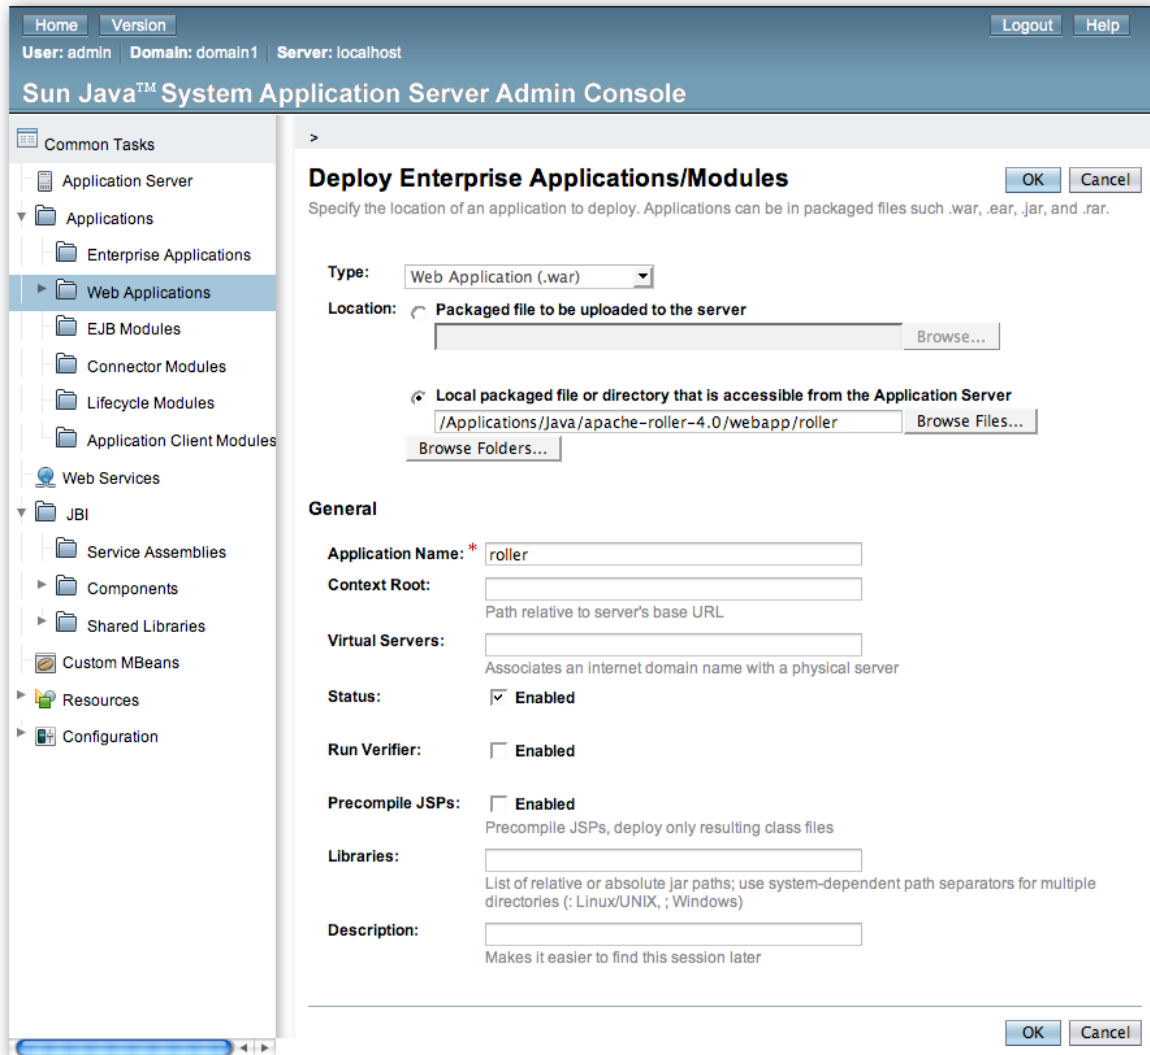 Home Version Logout Help
User: admin Domain: domain1 Server: localhost
Sun Java™ System Application Server Admin Console
Common Tasks
Application Server
Applications
Enterprise Applications
Web Applications
EJB Modules
Connector Modules
Lifecycle Modules
Application Client Modules
Web Services
JBI
Service Assemblies
Components
Shared Libraries
Custom MBeans
Resources
Configuration
>
Deploy Enterprise Applications/Modules OK Cancel
Specify the location of an application to deploy. Applications can be in packaged files such .war, .ear, .jar, and .rar.
Type: Web Application (.war)
Location: Packaged file to be uploaded to the server
Browse...
Local packaged file or directory that is accessible from the Application Server
/Applications/Java/apache-roller-4.0/webapp/roller Browse Files...
Browse Folders...
General
Application Name: * roller
Context Root:
Path relative to server's base URL
Virtual Servers:
Associates an internet domain name with a physical server
Status: Enabled
Run Verifier: Enabled
Precompile JSPs: Enabled
Precompile JSPs, deploy only resulting class files
Libraries:
List of relative or absolute jar paths; use system-dependent path separators for multiple
directories (: Linux/UNIX, ; Windows)
Description:
Makes it easier to find this session later
OK Cancel